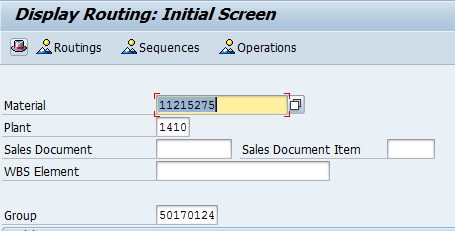 Display Routing: Initial Screen
Routings Sequences Operations
Material 11215275
Plant 1410
Sales Document Sales Document Item
WBS Element
Group 50170124